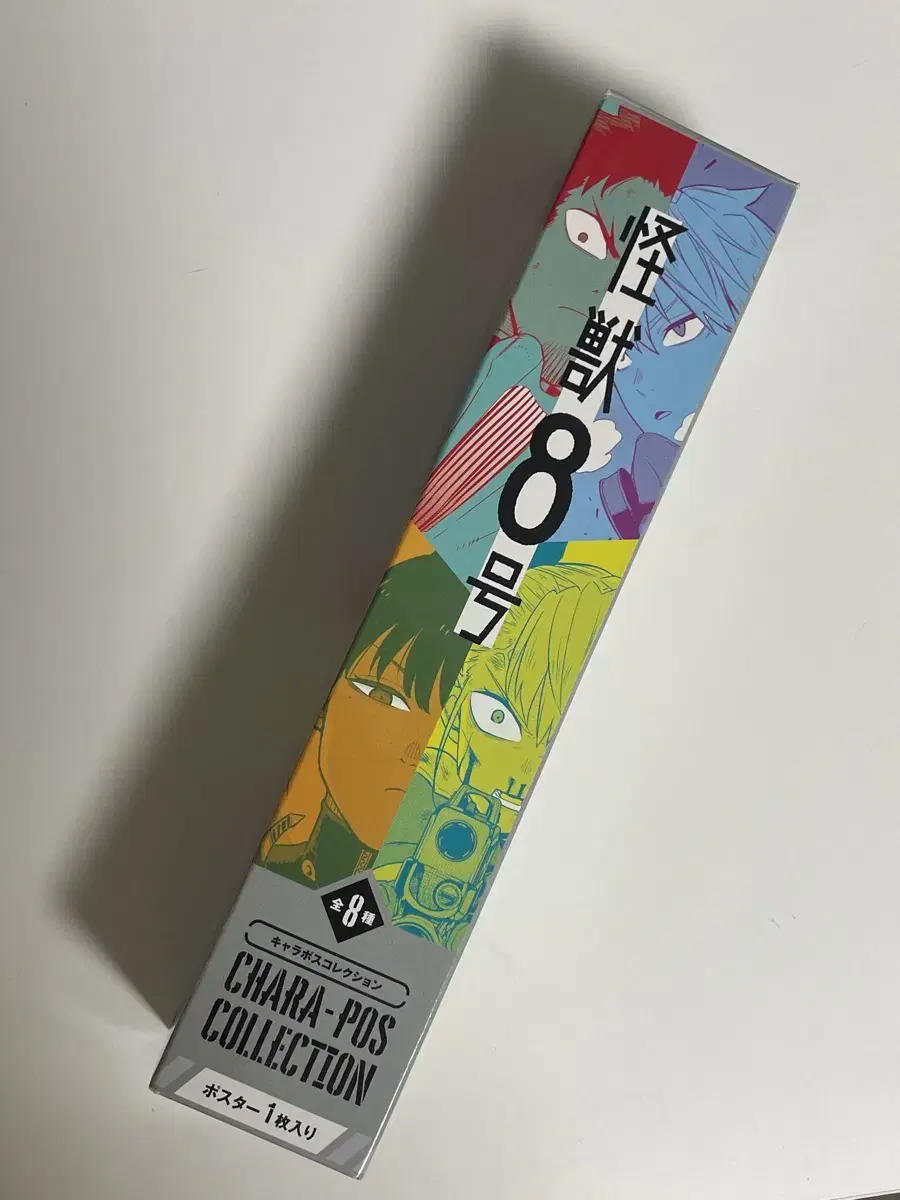 怪獣8号
全8種
キャラポスコレクション
CHARA-POS
COLLECTION
ポスター1枚入り